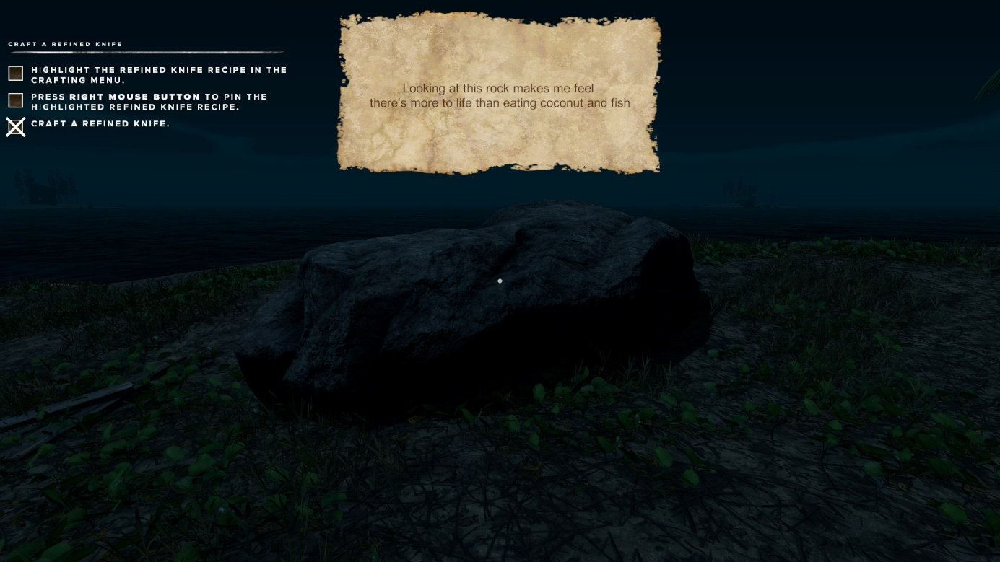 CRAFT A REFINED KNIFE
HIGHLIGHT THE REFINED KNIFE RECIPE IN THE
CRAFTING MENU.
PRESS RIGHT MOUSE BUTTON TO PIN THE
HIGHLIGHTED REFINED KNIFE RECIPE.
CRAFT A REFINED KNIFE.
Looking at this rock makes me feel
there's more to life than eating coconut and fish